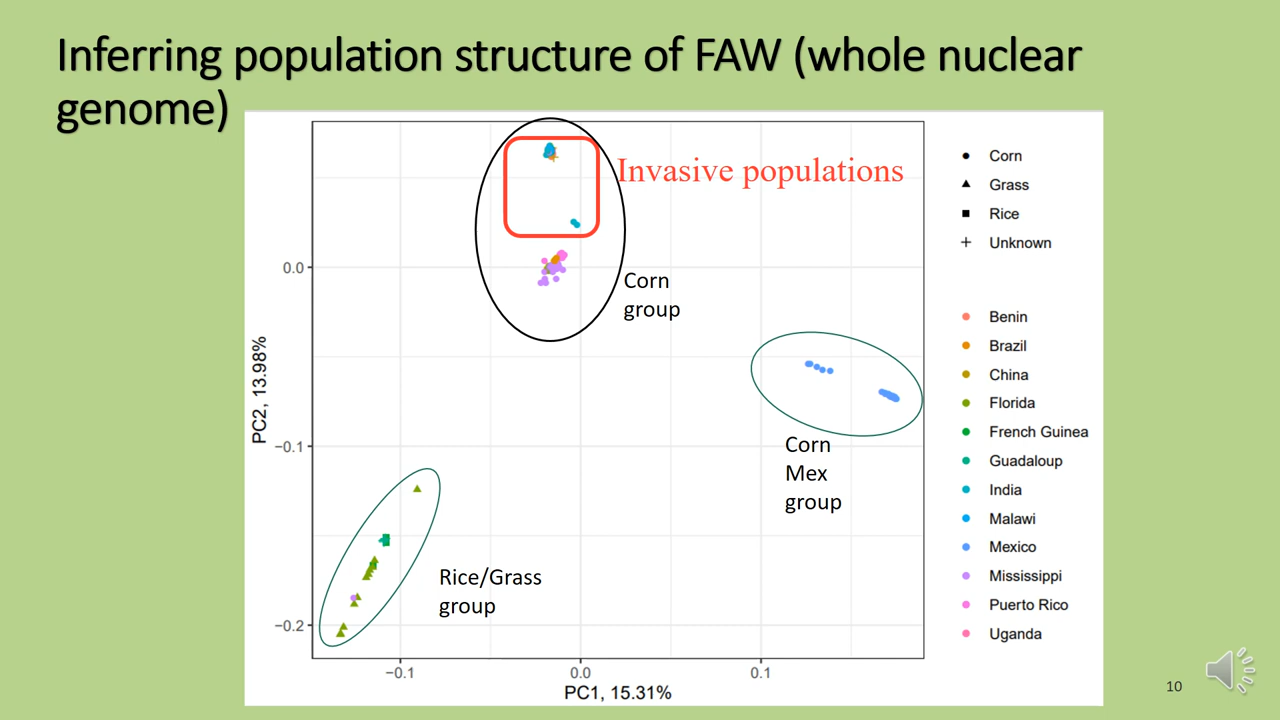 Inferring population structure of FAW (whole nuclear
genome)
Invasive populations
Corn
group
Corn
Mex
group
Rice/Grass
group
0.0
−0.1
−0.2
PC2, 13.98%
−0.1
0.0
0.1
PC1, 15.31%
Corn
Grass
Rice
Unknown
Benin
Brazil
China
Florida
French Guinea
Guadaloup
India
Malawi
Mexico
Mississippi
Puerto Rico
Uganda
10